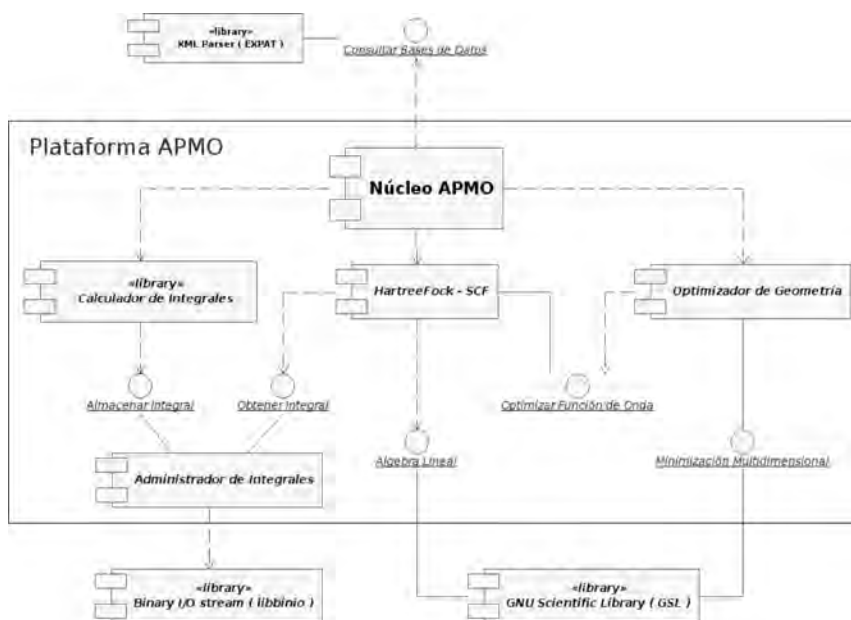 «library»
XML Parser ( EXPAT )
Consultar Bases de Datos
Plataforma APMO
Núcleo APMO
«library»
Calculador de Integrales
HartreeFock - SCF
Optimizador de Geometría
Almacenar Integral
Obtener Integral
Optimizar Función de Onda
Algebra Lineal
Minimización Multidimensional
Administrador de Integrales
«library»
Binary I/O stream ( libbinio )
«library»
GNU Scientific Library ( GSL )